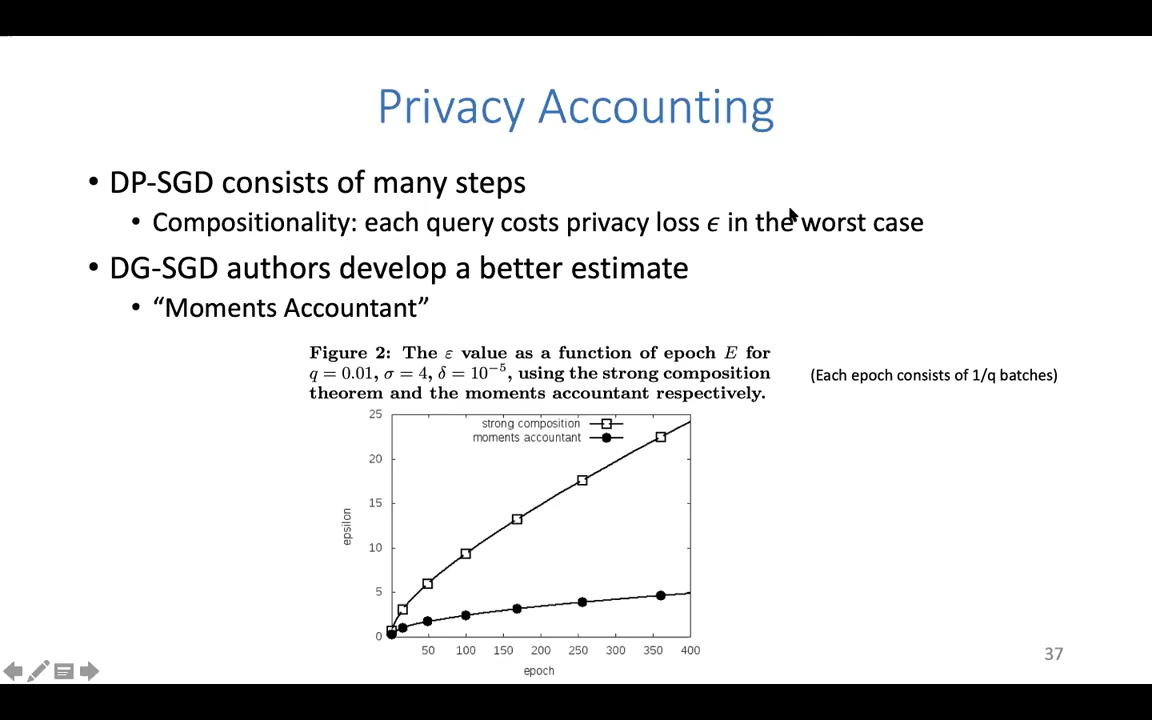 Privacy Accounting
• DP-SGD consists of many steps
• Compositionality: each query costs privacy loss ϵ in the worst case
• DG-SGD authors develop a better estimate
• “Moments Accountant”
Figure 2: The ε value as a function of epoch E for
q = 0.01, σ = 4, δ = 10⁻⁵, using the strong composition
theorem and the moments accountant respectively.
(Each epoch consists of 1/q batches)
strong composition
moments accountant
25
20
15
10
5
0
epsilon
50 100 150 200 250 300 350 400
epoch
37